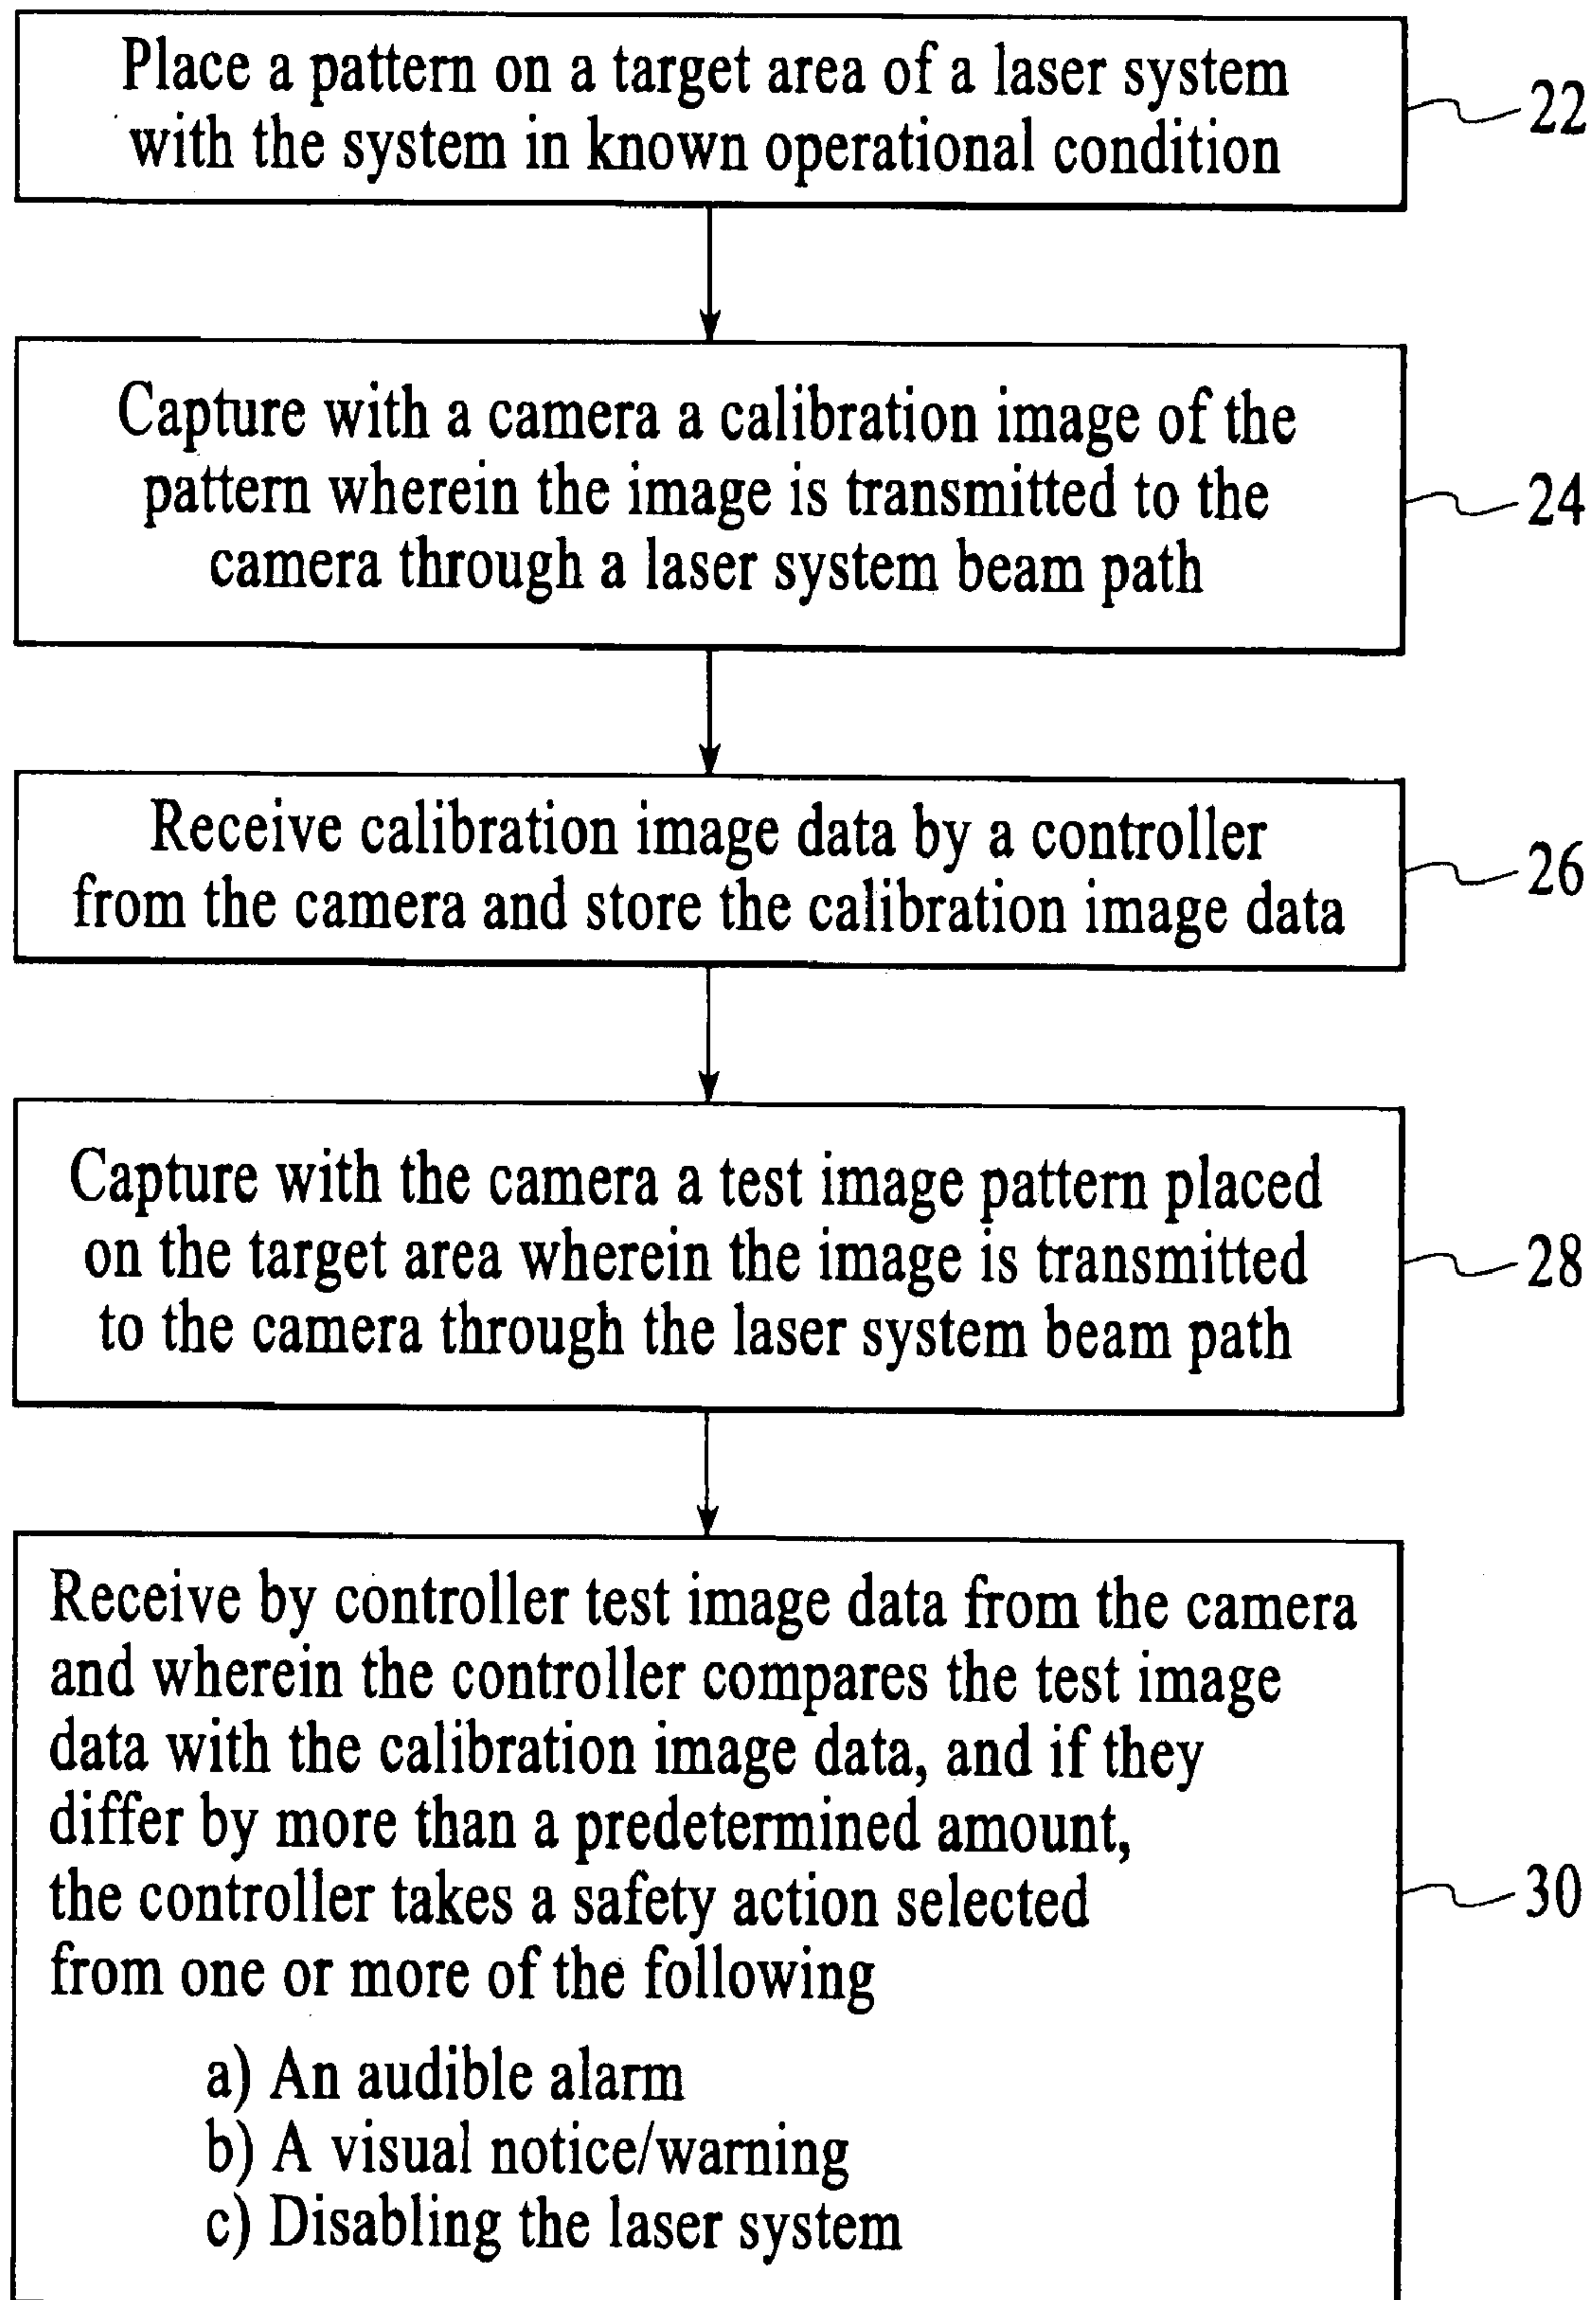 Place a pattern on a target area of a laser system
with the system in known operational condition
22
Capture with a camera a calibration image of the
pattern wherein the image is transmitted to the
camera through a laser system beam path
24
Receive calibration image data by a controller
from the camera and store the calibration image data
26
Capture with the camera a test image pattern placed
on the target area wherein the image is transmitted
to the camera through the laser system beam path
28
Receive by controller test image data from the camera
and wherein the controller compares the test image
data with the calibration image data, and if they
differ by more than a predetermined amount,
the controller takes a safety action selected
from one or more of the following
a) An audible alarm
b) A visual notice/warning
c) Disabling the laser system
30